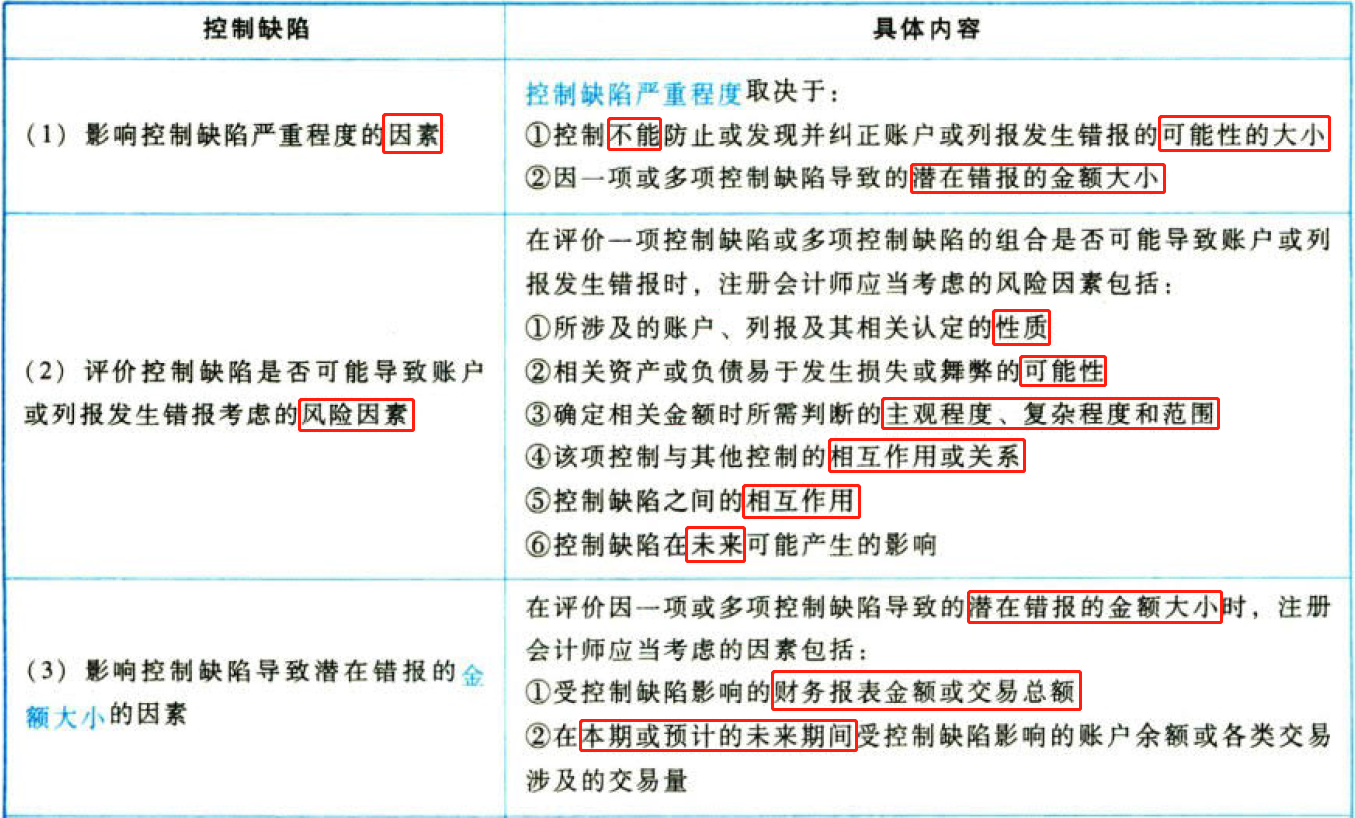 控制缺陷
具体内容
(1)影响控制缺陷严重程度的因素
控制缺陷严重程度取决于:
①控制不能防止或发现并纠正账户或列报发生错报的可能性的大小
②因一项或多项控制缺陷导致的潜在错报的金额大小
(2)评价控制缺陷是否可能导致账户
或列报发生错报考虑的风险因素
在评价一项控制缺陷或多项控制缺陷的组合是否可能导致账户或列
报发生错报时,注册会计师应当考虑的风险因素包括:
①所涉及的账户、列报及其相关认定的性质
②相关资产或负债易于发生损失或舞弊的可能性
③确定相关金额时所需判断的主观程度、复杂程度和范围
④该项控制与其他控制的相互作用或关系
⑤控制缺陷之间的相互作用
⑥控制缺陷在未来可能产生的影响
(3)影响控制缺陷导致潜在错报的金
额大小的因素
在评价因一项或多项控制缺陷导致的潜在错报的金额大小时,注册
会计师应当考虑的因素包括:
①受控制缺陷影响的财务报表金额或交易总额
②在本期或预计的未来期间受控制缺陷影响的账户余额或各类交易
涉及的交易量